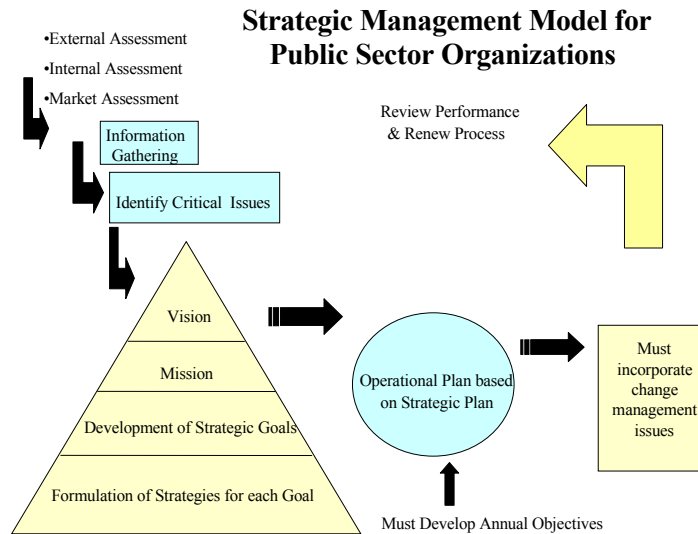 Strategic Management Model for
Public Sector Organizations
•External Assessment
•Internal Assessment
•Market Assessment
Review Performance
& Renew Process
Information
Gathering
Identify Critical Issues
Vision
Mission
Development of Strategic Goals
Formulation of Strategies for each Goal
Operational Plan based
on Strategic Plan
Must
incorporate
change
management
issues
Must Develop Annual Objectives